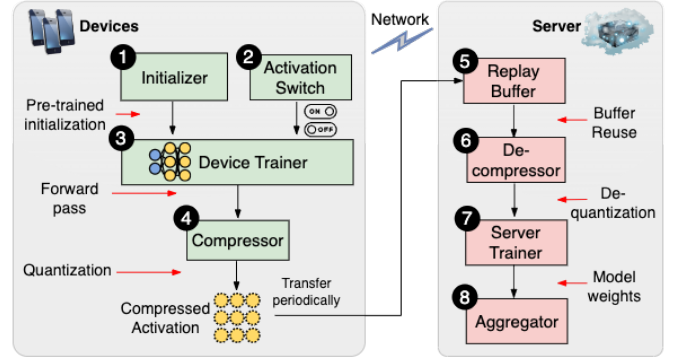 Devices
Network
Server
1
Initializer
2
Activation
Switch
ON
OFF
Pre-trained
initialization
3
Device Trainer
Forward
pass
4
Compressor
Quantization
Compressed
Activation
Transfer
periodically
5
Replay
Buffer
Buffer
Reuse
6
De-
compressor
De-
quantization
7
Server
Trainer
Model
weights
8
Aggregator